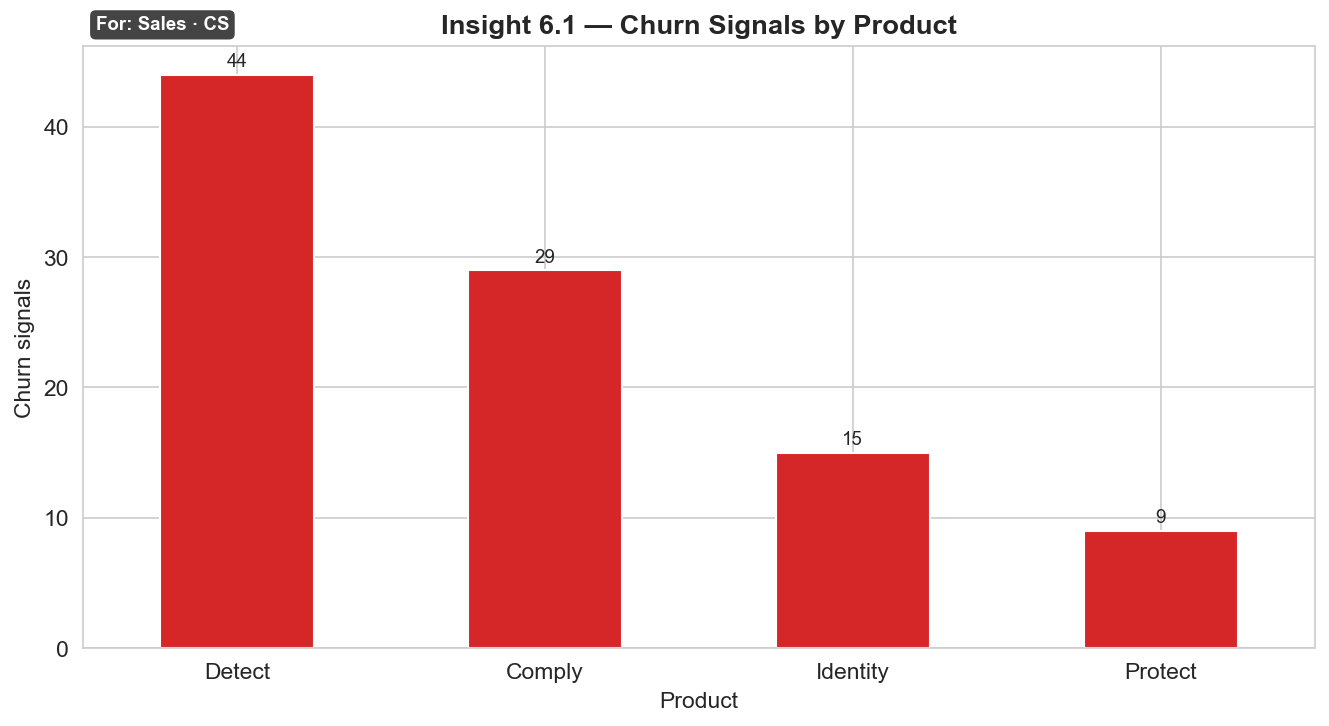 For: Sales · CS
Insight 6.1 — Churn Signals by Product
Churn signals
40
30
20
10
0
44
29
15
9
Detect
Comply
Identity
Protect
Product